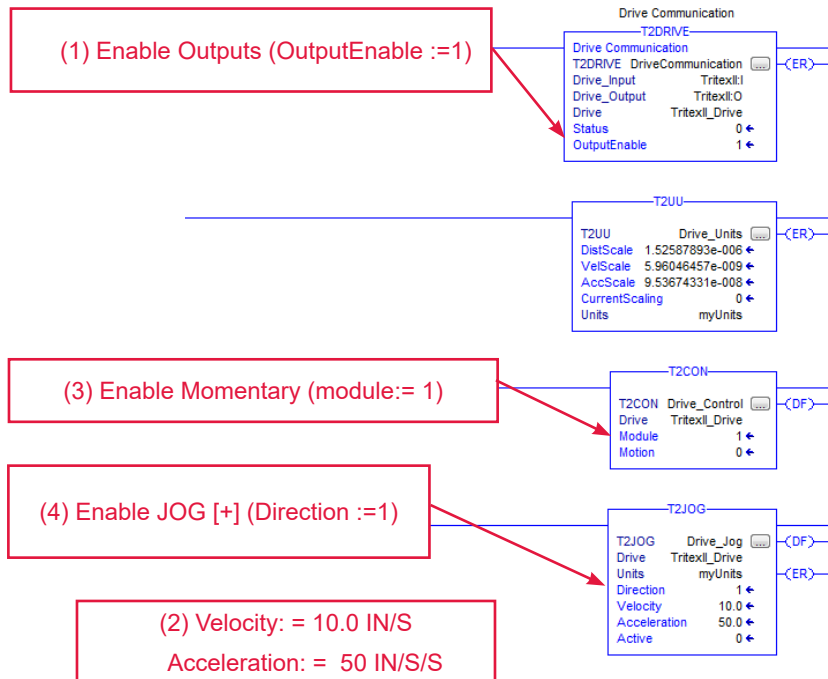 Drive Communication
(1) Enable Outputs (OutputEnable :=1)
T2DRIVE
Drive Communication
T2DRIVE DriveCommunication ... (ER)
Drive_Input TritexII:I
Drive_Output TritexII:O
Drive TritexII_Drive
Status 0
OutputEnable 1
T2UU
T2UU Drive_Units ... (ER)
DistScale 1.52587893e-006
VelScale 5.96046457e-009
AccScale 9.53674331e-008
CurrentScaling 0
Units myUnits
(3) Enable Momentary (module:= 1)
T2CON
T2CON Drive_Control ... (DF)
Drive TritexII_Drive
Module 1
Motion 0
(4) Enable JOG [+] (Direction :=1)
T2JOG
T2JOG Drive_Jog ... (DF)
Drive TritexII_Drive
Units myUnits (ER)
Direction 1
Velocity 10.0
Acceleration 50.0
Active 0
(2) Velocity: = 10.0 IN/S
Acceleration: = 50 IN/S/S